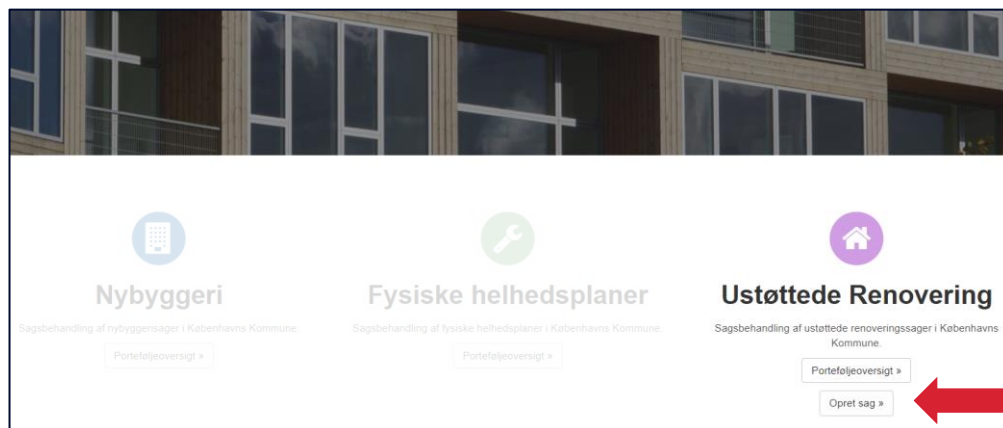 Nybyggeri
Sagsbehandling af nybyggerisager i Københavns Kommune.
Porteføljeoversigt »
Fysiske helhedsplaner
Sagsbehandling af fysiske helhedsplaner i Københavns Kommune.
Porteføljeoversigt »
Ustøttede Renovering
Sagsbehandling af ustøttede renoveringssager i Københavns
Kommune.
Porteføljeoversigt »
Opret sag »